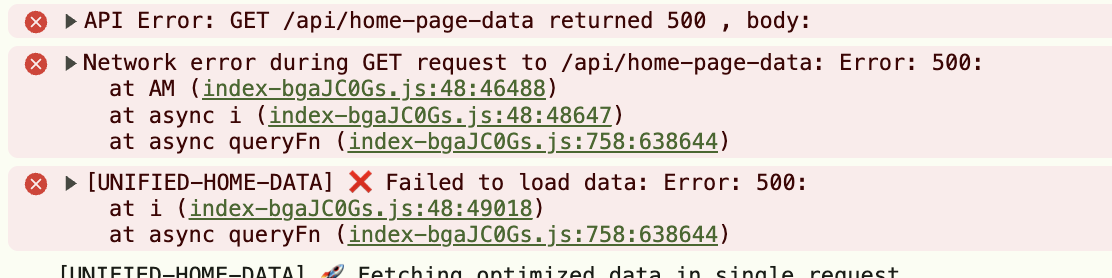 ▶API Error: GET /api/home-page-data returned 500 , body:
▶Network error during GET request to /api/home-page-data: Error: 500:
at AM (index-bgaJC0Gs.js:48:46488)
at async i (index-bgaJC0Gs.js:48:48647)
at async queryFn (index-bgaJC0Gs.js:758:638644)
▶[UNIFIED-HOME-DATA] ❌ Failed to load data: Error: 500:
at i (index-bgaJC0Gs.js:48:49018)
at async queryFn (index-bgaJC0Gs.js:758:638644)
[UNIFIED-HOME-DATA] 🚀 Fetching optimized data in single request